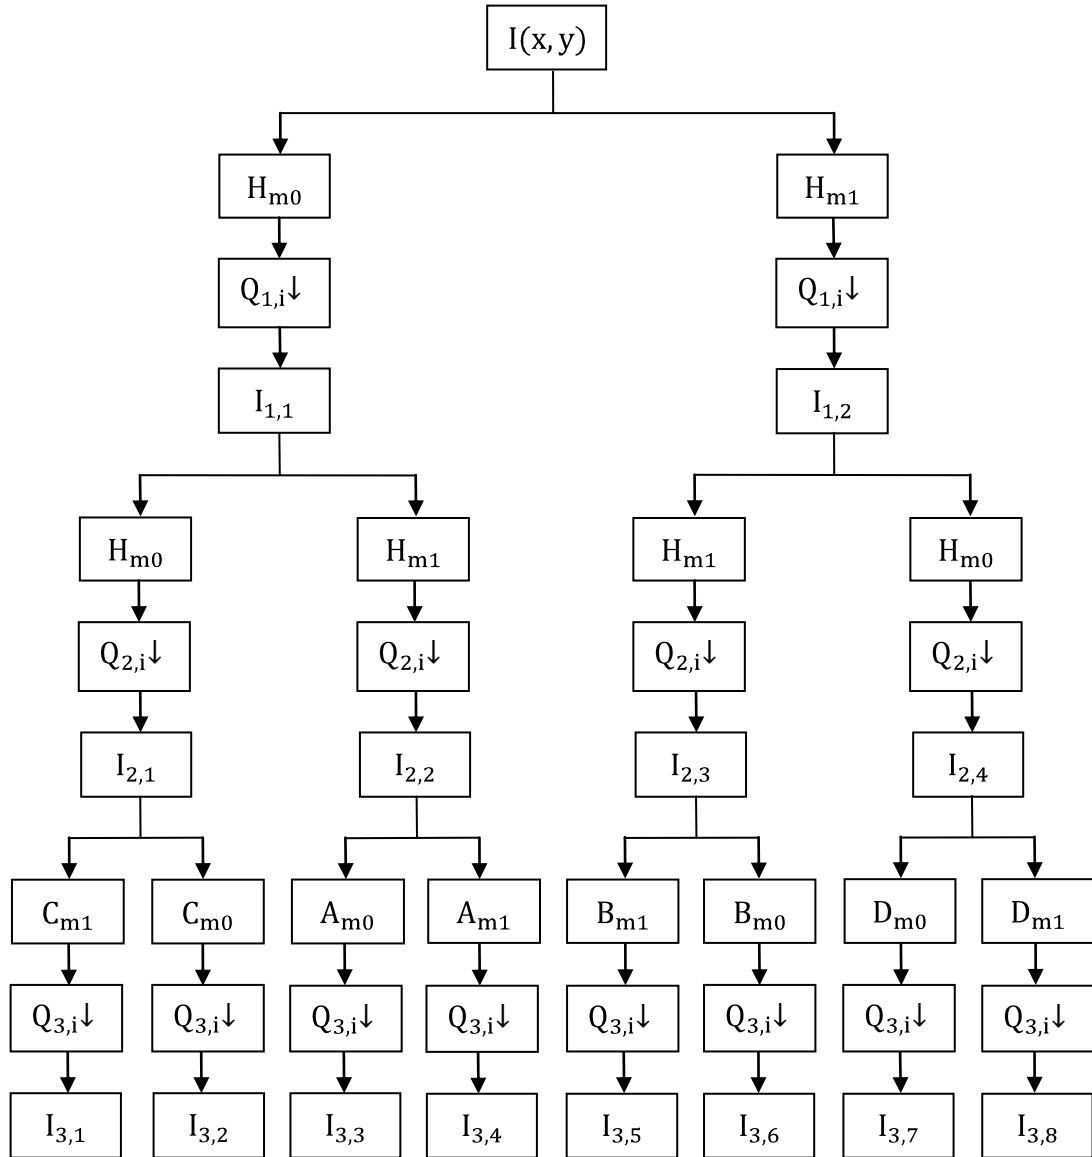 I(x, y)
H_m0 H_m1
Q_1,i↓ Q_1,i↓
I_1,1 I_1,2
H_m0 H_m1 H_m1 H_m0
Q_2,i↓ Q_2,i↓ Q_2,i↓ Q_2,i↓
I_2,1 I_2,2 I_2,3 I_2,4
C_m1 C_m0 A_m0 A_m1 B_m1 B_m0 D_m0 D_m1
Q_3,i↓ Q_3,i↓ Q_3,i↓ Q_3,i↓ Q_3,i↓ Q_3,i↓ Q_3,i↓ Q_3,i↓
I_3,1 I_3,2 I_3,3 I_3,4 I_3,5 I_3,6 I_3,7 I_3,8